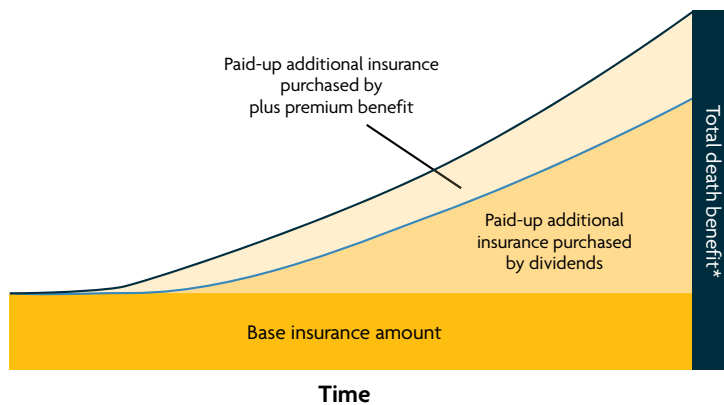 Paid-up additional insurance
purchased by
plus premium benefit
Paid-up additional
insurance purchased
by dividends
Total death benefit*
Base insurance amount
Time